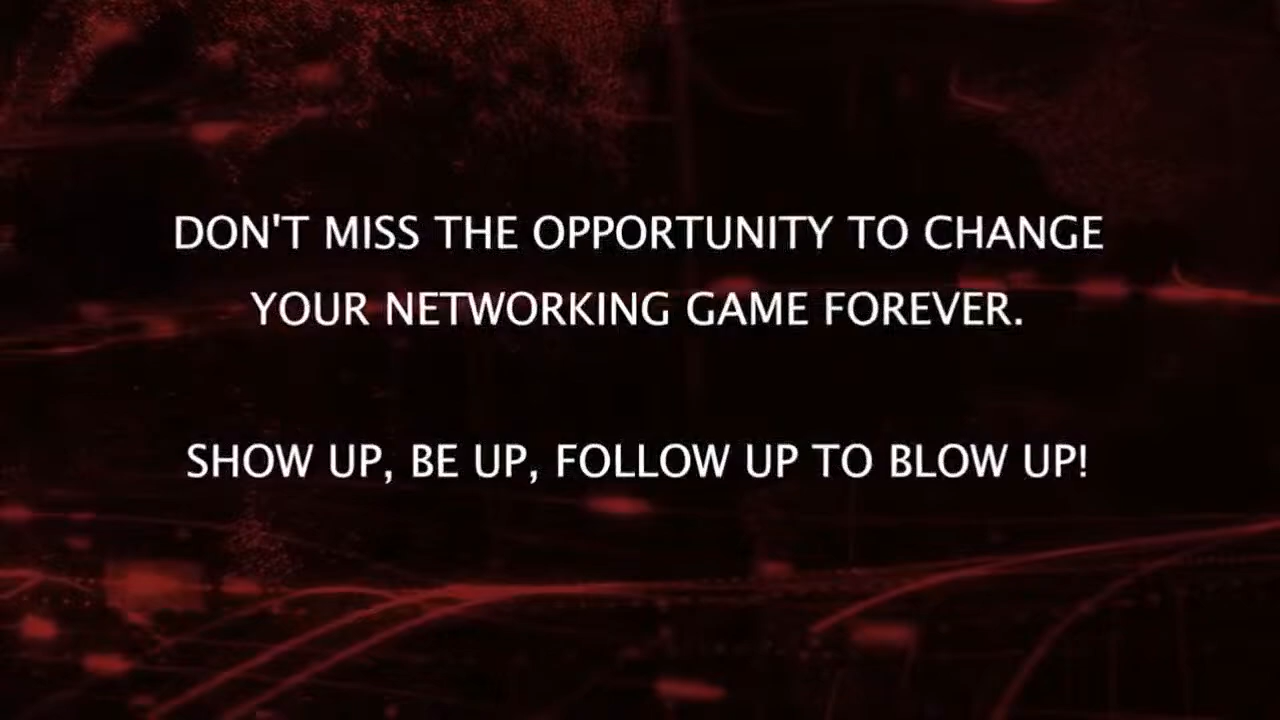 DON'T MISS THE OPPORTUNITY TO CHANGE
YOUR NETWORKING GAME FOREVER.
SHOW UP, BE UP, FOLLOW UP TO BLOW UP!